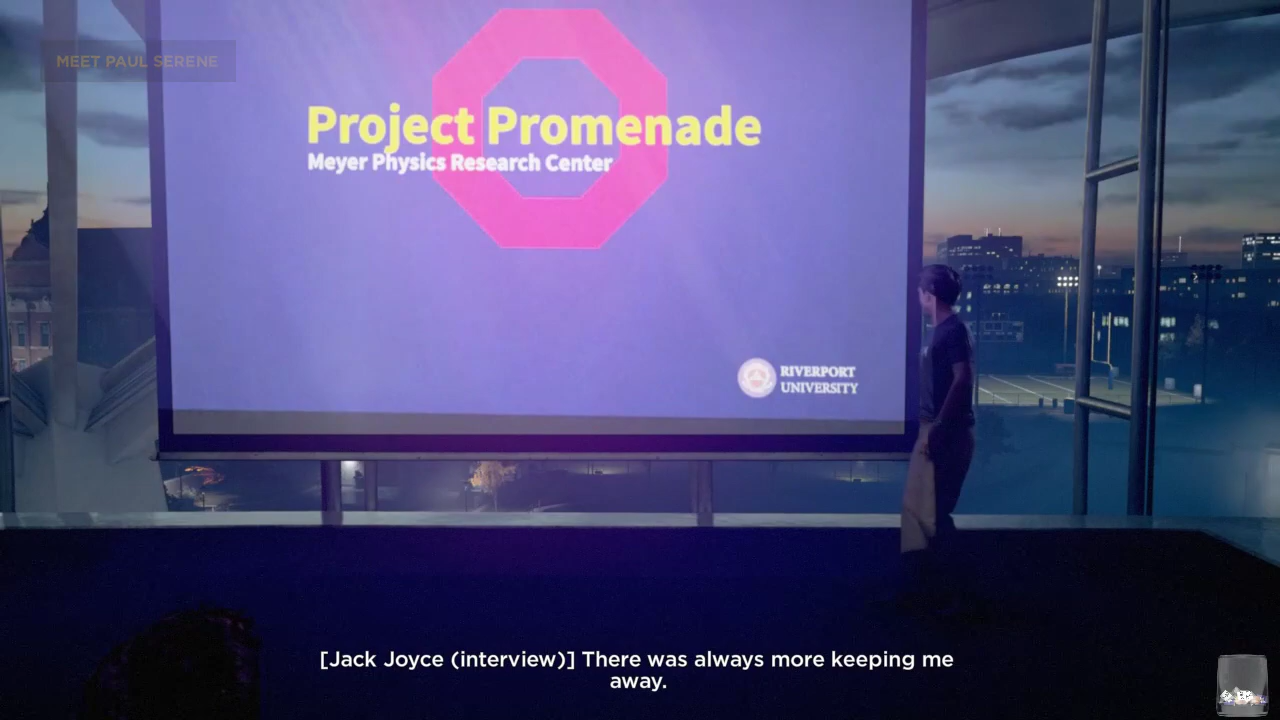 MEET PAUL SERENE
Project Promenade
Meyer Physics Research Center
RIVERPORT
UNIVERSITY
[Jack Joyce (interview)] There was always more keeping me
away.